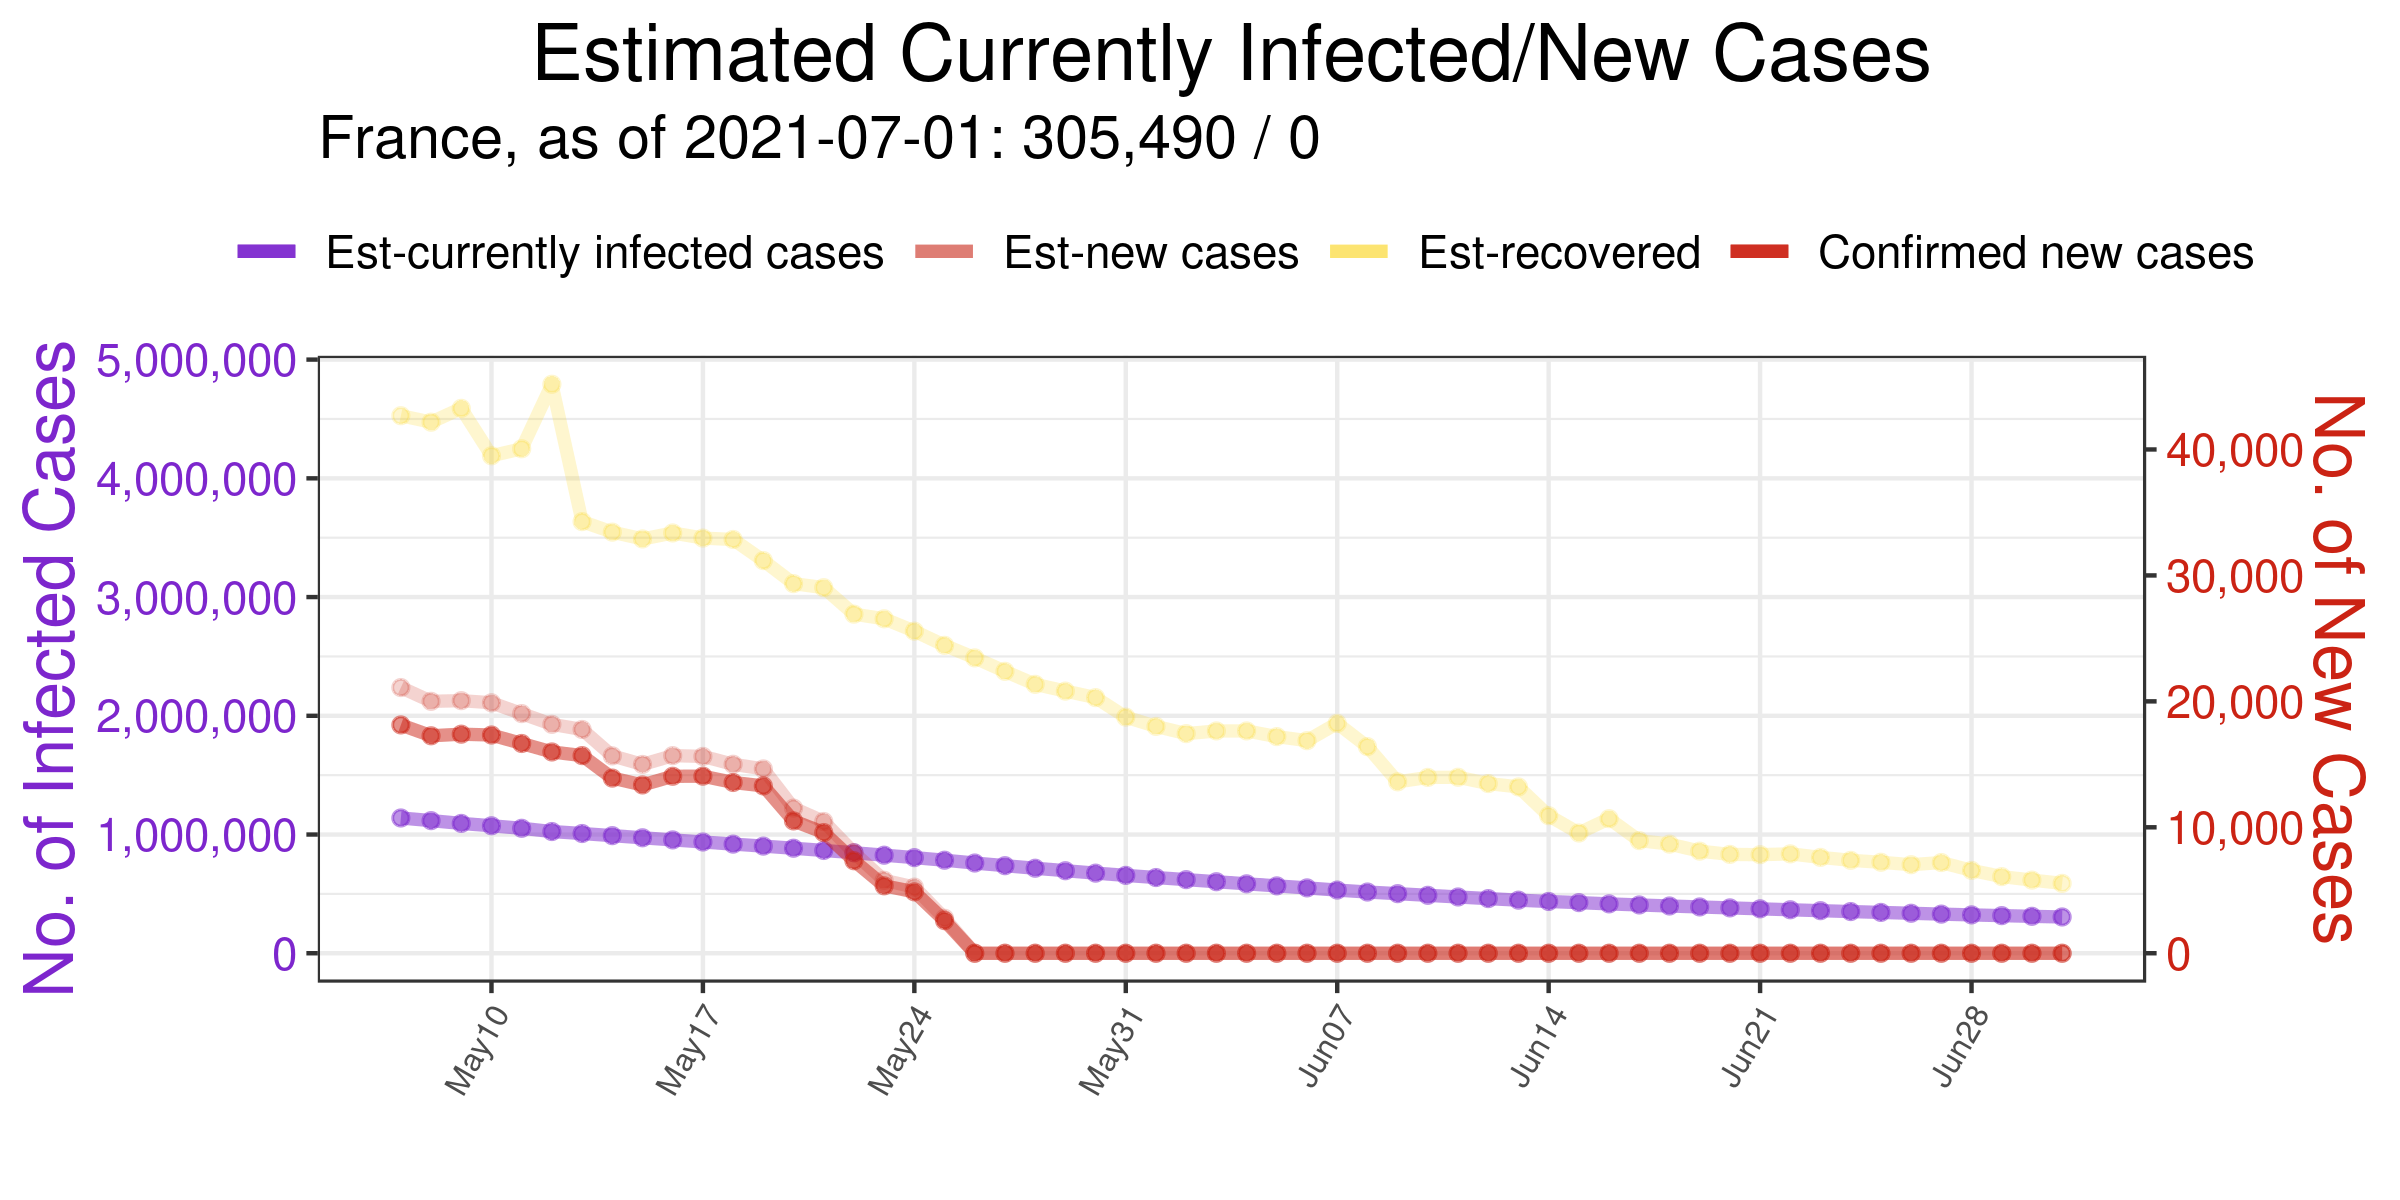 Estimated Currently Infected/New Cases
France, as of 2021-07-01: 305,490 / 0
Est-currently infected cases Est-new cases Est-recovered Confirmed new cases
No. of Infected Cases
5,000,000
4,000,000
3,000,000
2,000,000
1,000,000
0
40,000
30,000
20,000
10,000
0
No. of New Cases
May10 May17 May24 May31 Jun07 Jun14 Jun21 Jun28